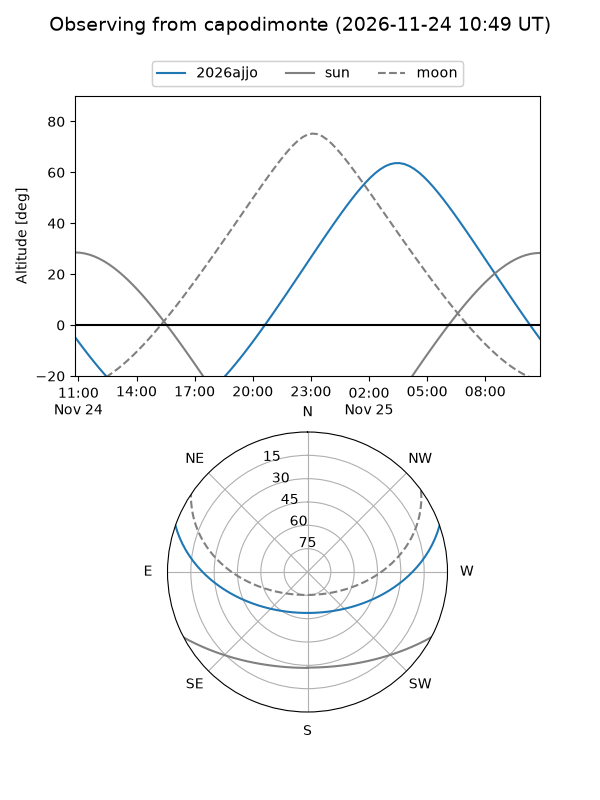 Observing from capodimonte (2026-11-24 10:49 UT)
2026ajjo sun moon
Altitude [deg]
80
60
40
20
0
−20
11:00 14:00 17:00 20:00 23:00 02:00 05:00 08:00
Nov 24 Nov 25
N
NE NW
15
30
45
60
75
E W
SE SW
S